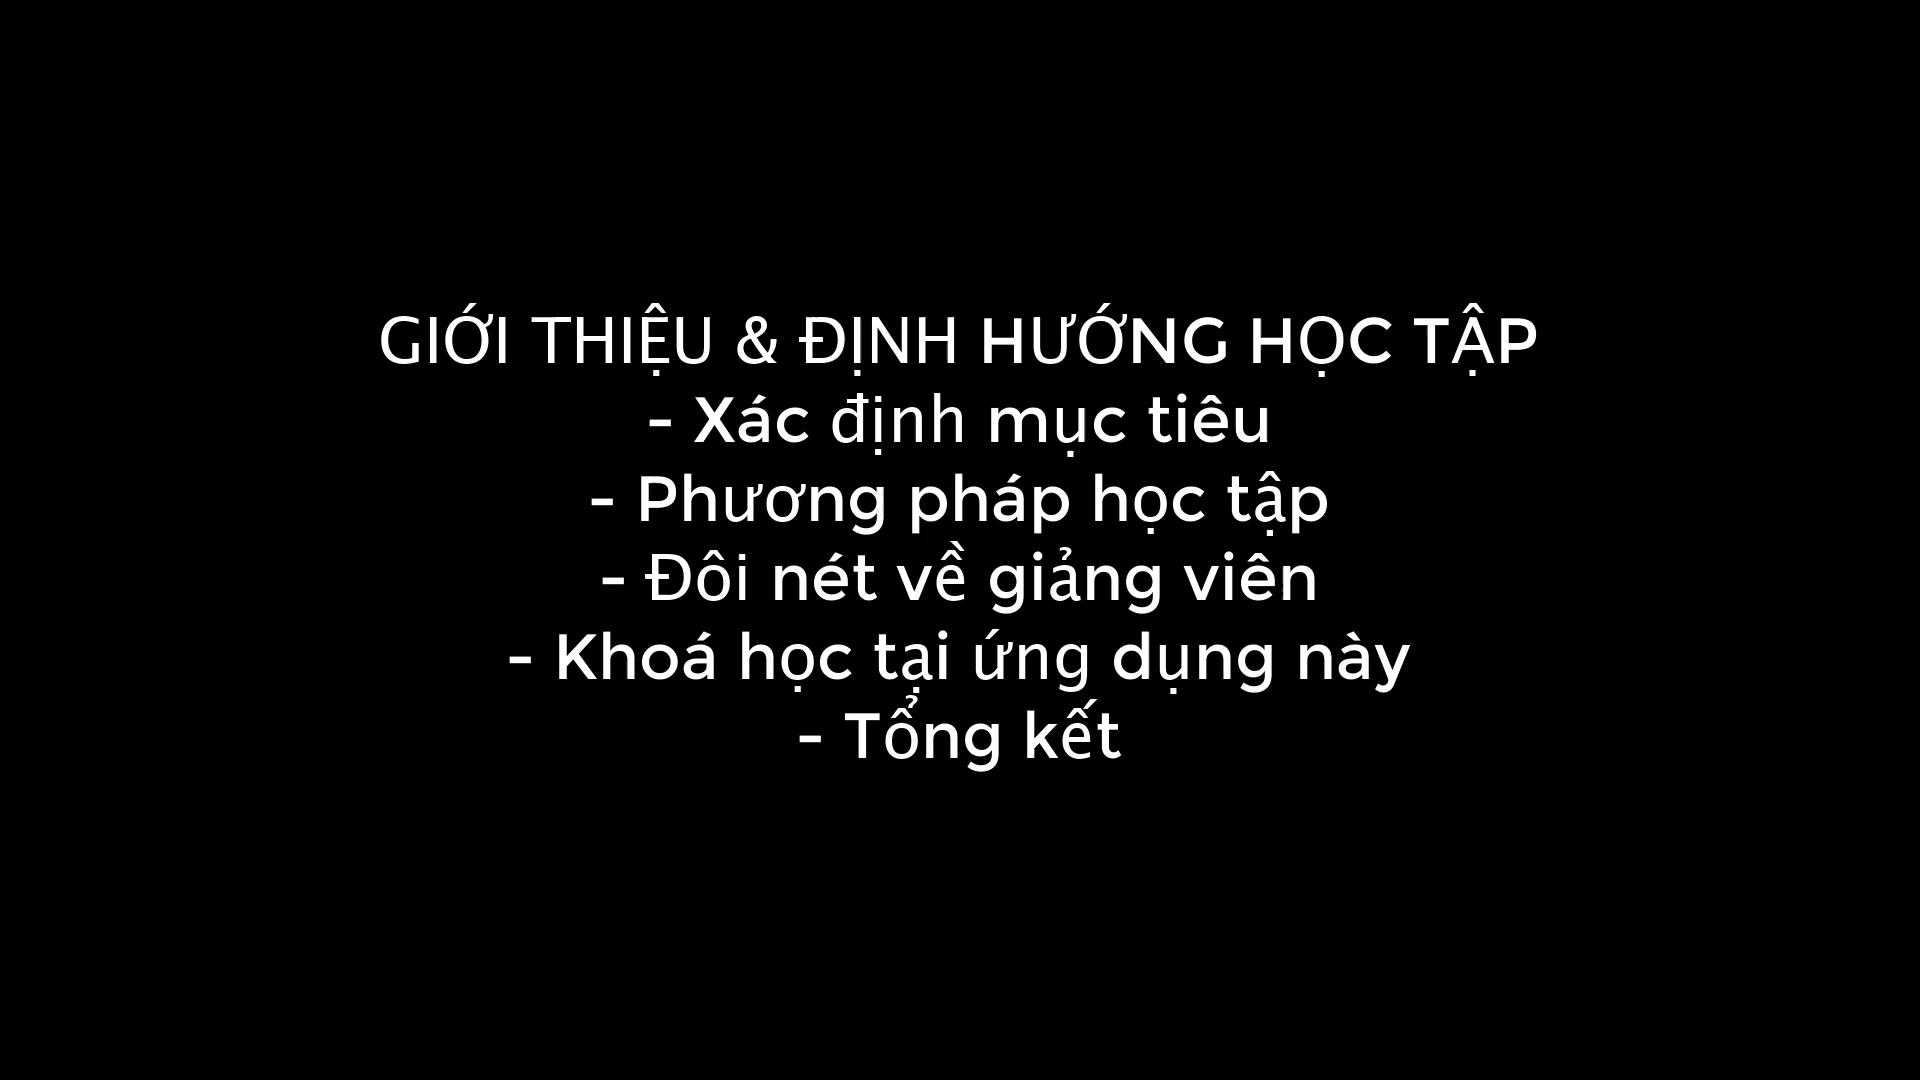 GIỚI THIỆU & ĐỊNH HƯỚNG HỌC TẬP
- Xác định mục tiêu
- Phương pháp học tập
- Đôi nét về giảng viên
- Khoá học tại ứng dụng này
- Tổng kết